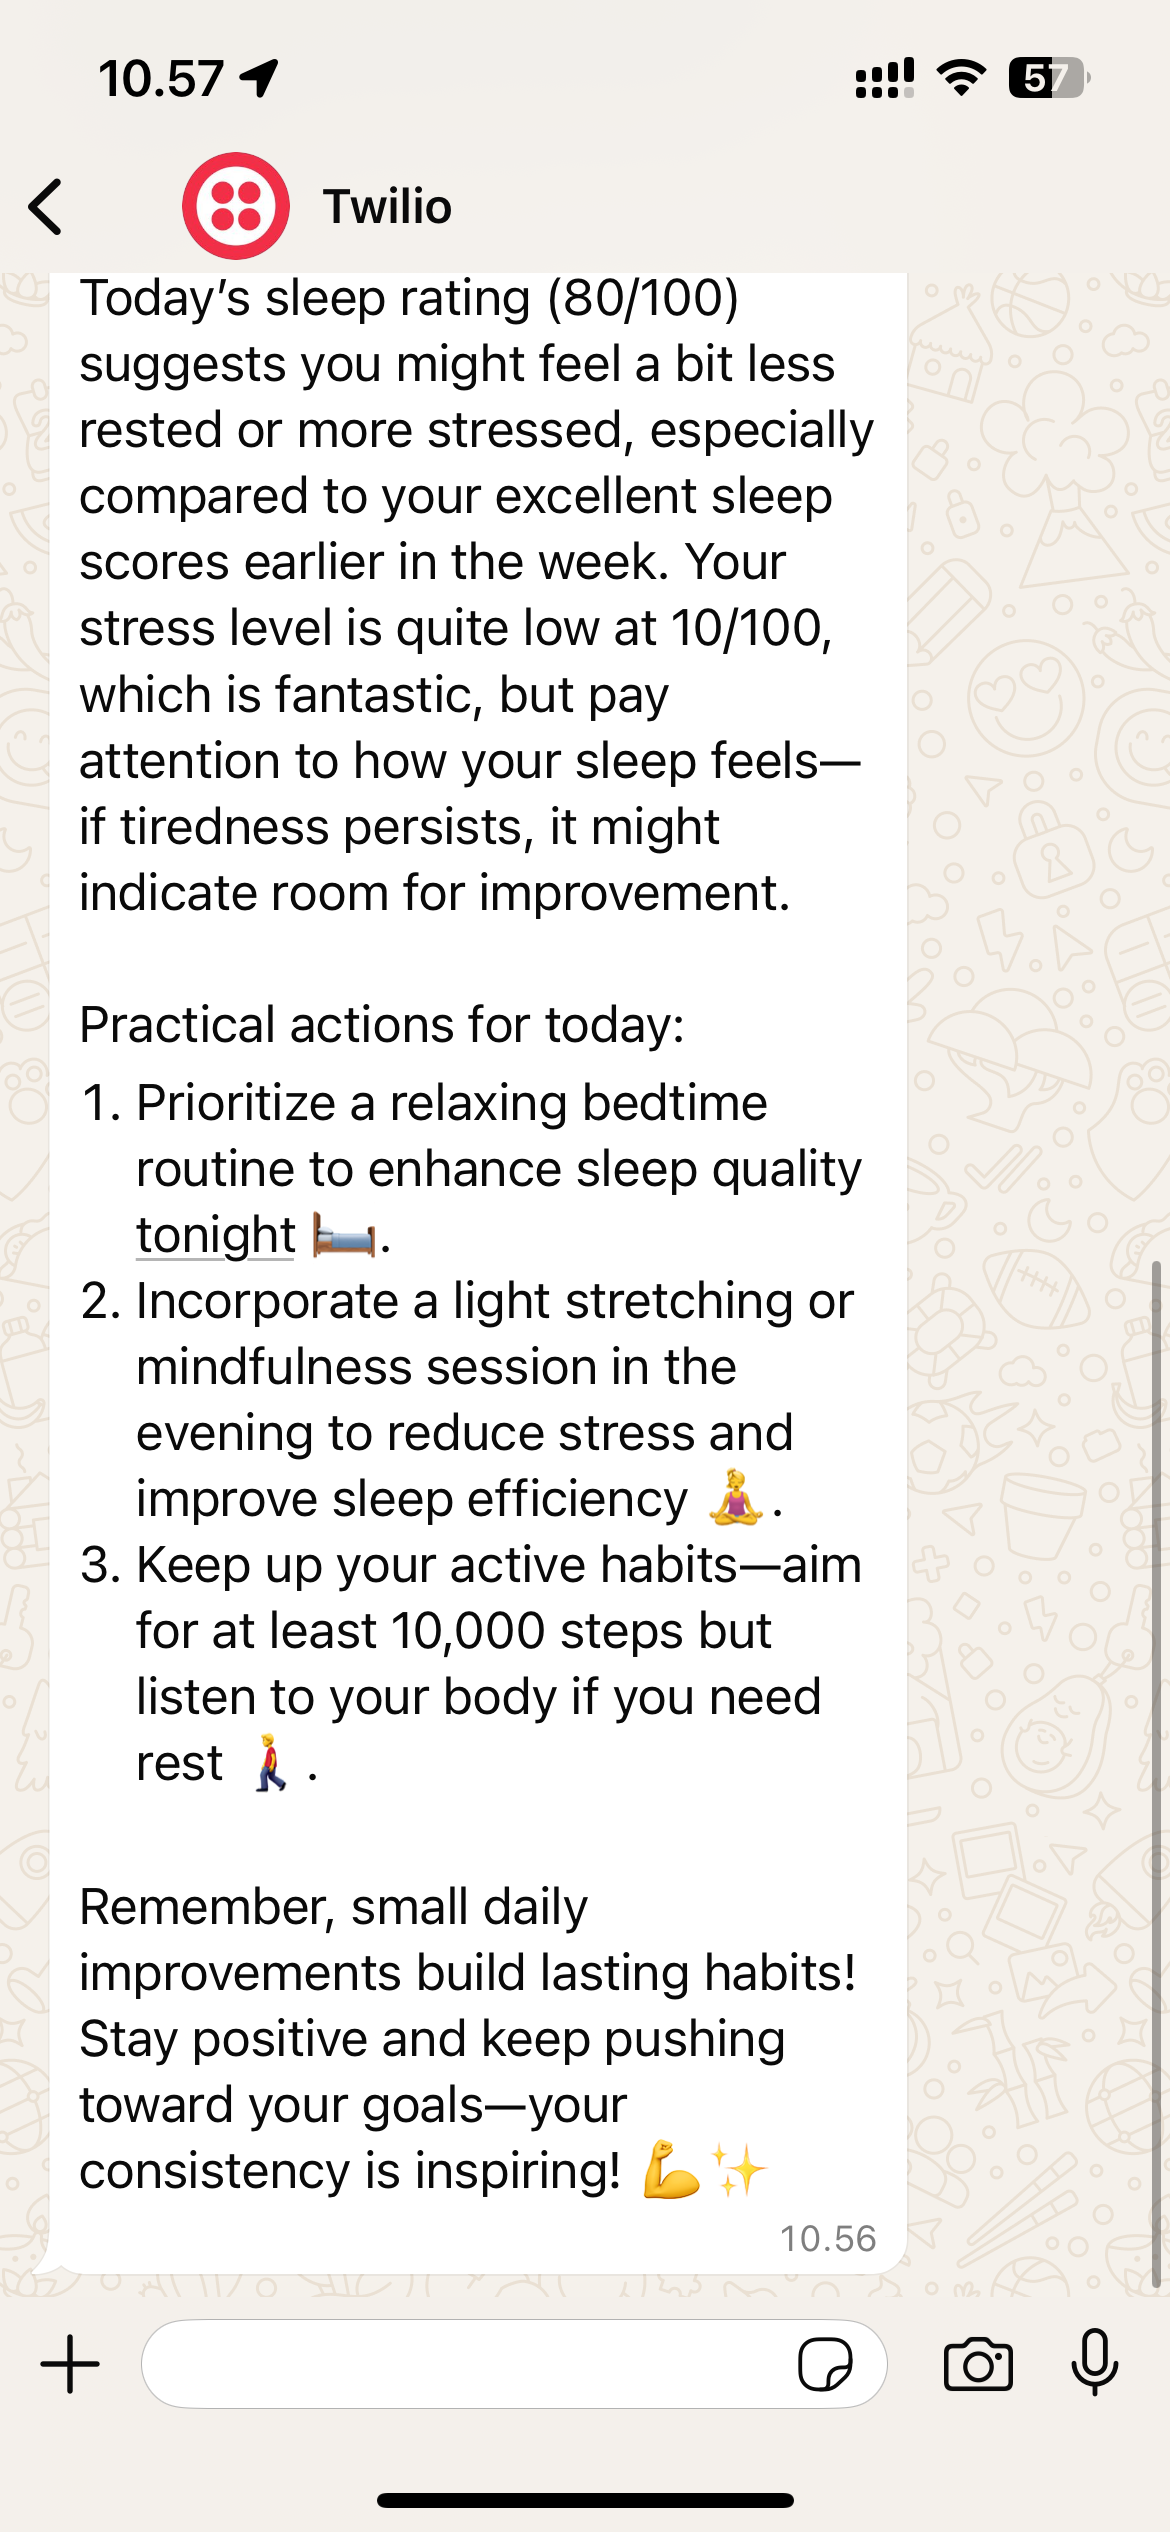 10.57
57
Twilio
Today’s sleep rating (80/100)
suggests you might feel a bit less
rested or more stressed, especially
compared to your excellent sleep
scores earlier in the week. Your
stress level is quite low at 10/100,
which is fantastic, but pay
attention to how your sleep feels—
if tiredness persists, it might
indicate room for improvement.
Practical actions for today:
1. Prioritize a relaxing bedtime
routine to enhance sleep quality
tonight 🛏️.
2. Incorporate a light stretching or
mindfulness session in the
evening to reduce stress and
improve sleep efficiency 🧘‍♀️.
3. Keep up your active habits—aim
for at least 10,000 steps but
listen to your body if you need
rest 🚶‍♂️.
Remember, small daily
improvements build lasting habits!
Stay positive and keep pushing
toward your goals—your
consistency is inspiring! 💪✨
10.56